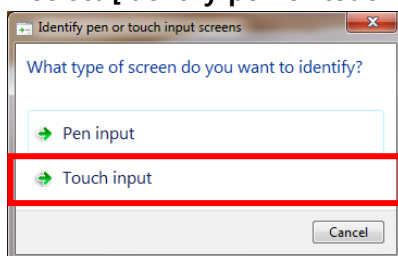 Identify pen or touch input screens
What type of screen do you want to identify?
Pen input
Touch input
Cancel